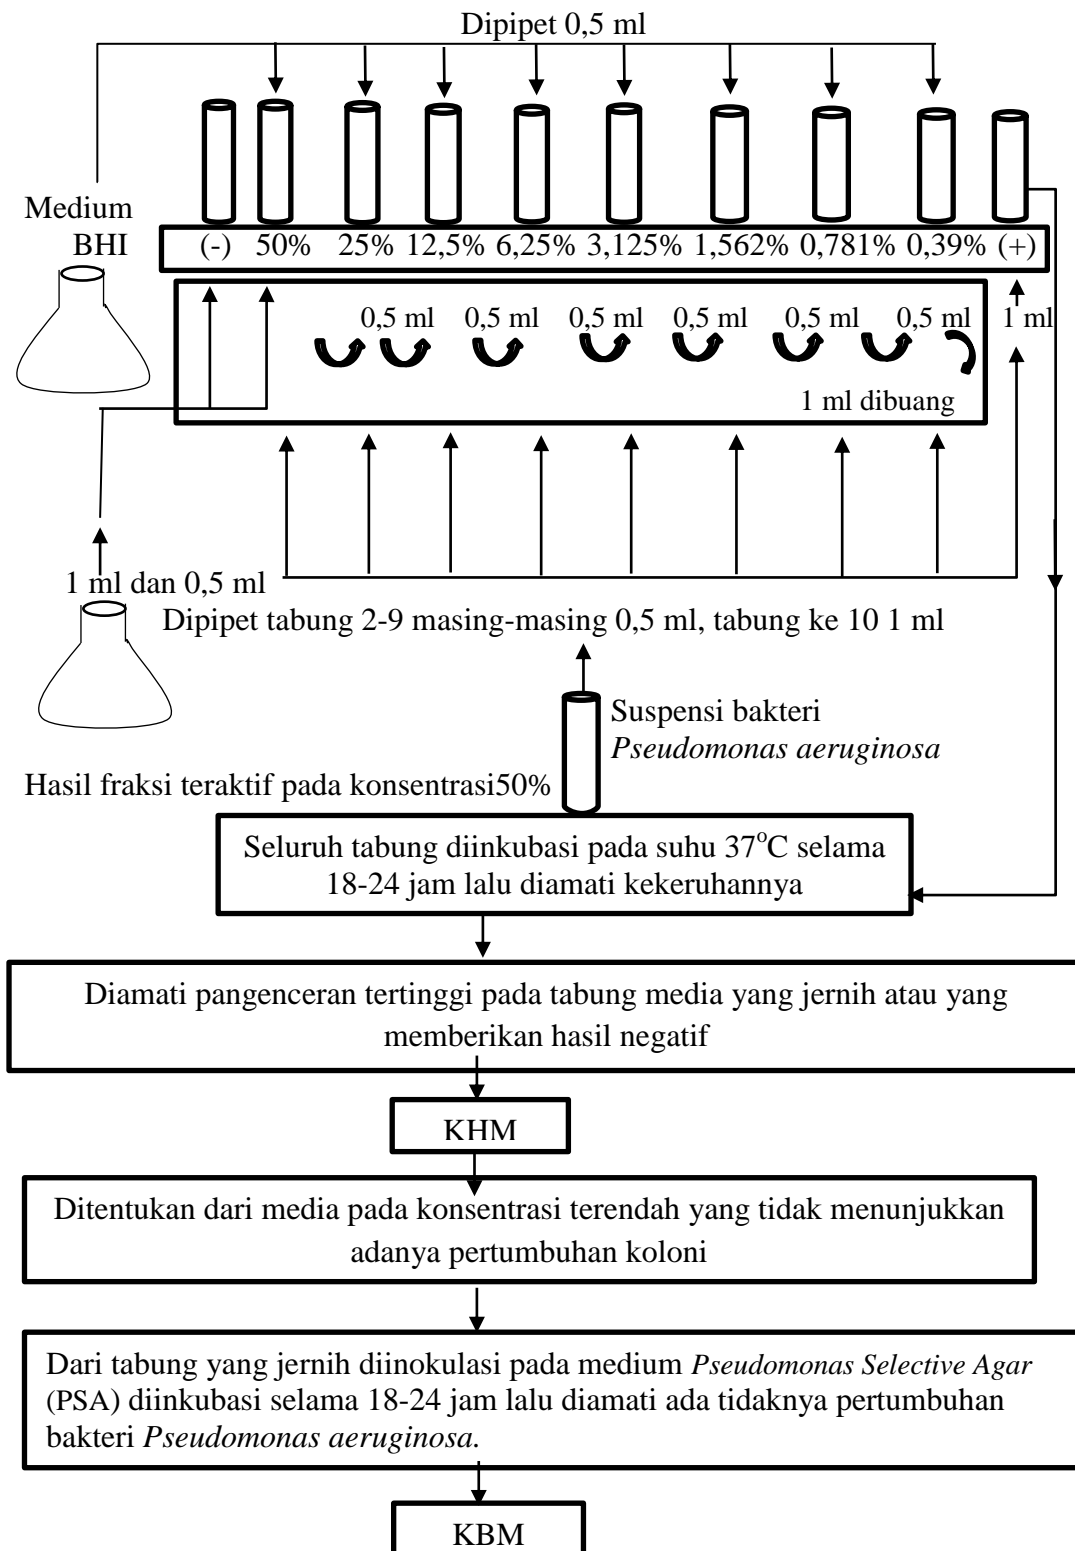 Dipipet 0,5 ml
Medium
BHI
(-) 50% 25% 12,5% 6,25% 3,125% 1,562% 0,781% 0,39% (+)
0,5 ml 0,5 ml 0,5 ml 0,5 ml 0,5 ml 0,5 ml 1 ml
1 ml dibuang
1 ml dan 0,5 ml
Dipipet tabung 2-9 masing-masing 0,5 ml, tabung ke 10 1 ml
Suspensi bakteri
Pseudomonas aeruginosa
Hasil fraksi teraktif pada konsentrasi50%
Seluruh tabung diinkubasi pada suhu 37°C selama
18-24 jam lalu diamati kekeruhannya
Diamati pangenceran tertinggi pada tabung media yang jernih atau yang
memberikan hasil negatif
KHM
Ditentukan dari media pada konsentrasi terendah yang tidak menunjukkan
adanya pertumbuhan koloni
Dari tabung yang jernih diinokulasi pada medium Pseudomonas Selective Agar
(PSA) diinkubasi selama 18-24 jam lalu diamati ada tidaknya pertumbuhan
bakteri Pseudomonas aeruginosa.
KBM